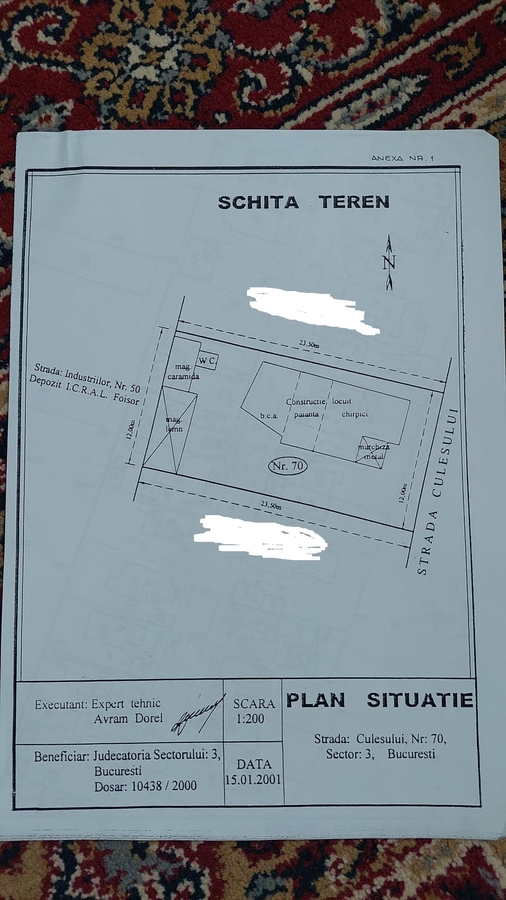 ANEXA NR. 1
SCHITA TEREN
N
23,50m
Strada: Industriilor, Nr. 50
Depozit I.C.R.A.L. Foisor
mag.
caramida
W.C.
12,00m
mag.
lemn
Constructie locuit
b.c.a. paianta chirpici
marchiza
metal
Nr. 70
12,00m
23,50m
STRADA CULESULUI
Executant: Expert tehnic
Avram Dorel
SCARA
1:200
PLAN SITUATIE
Strada: Culesului, Nr: 70,
Sector: 3, Bucuresti
Beneficiar: Judecatoria Sectorului: 3,
Bucuresti
Dosar: 10438 / 2000
DATA
15.01.2001